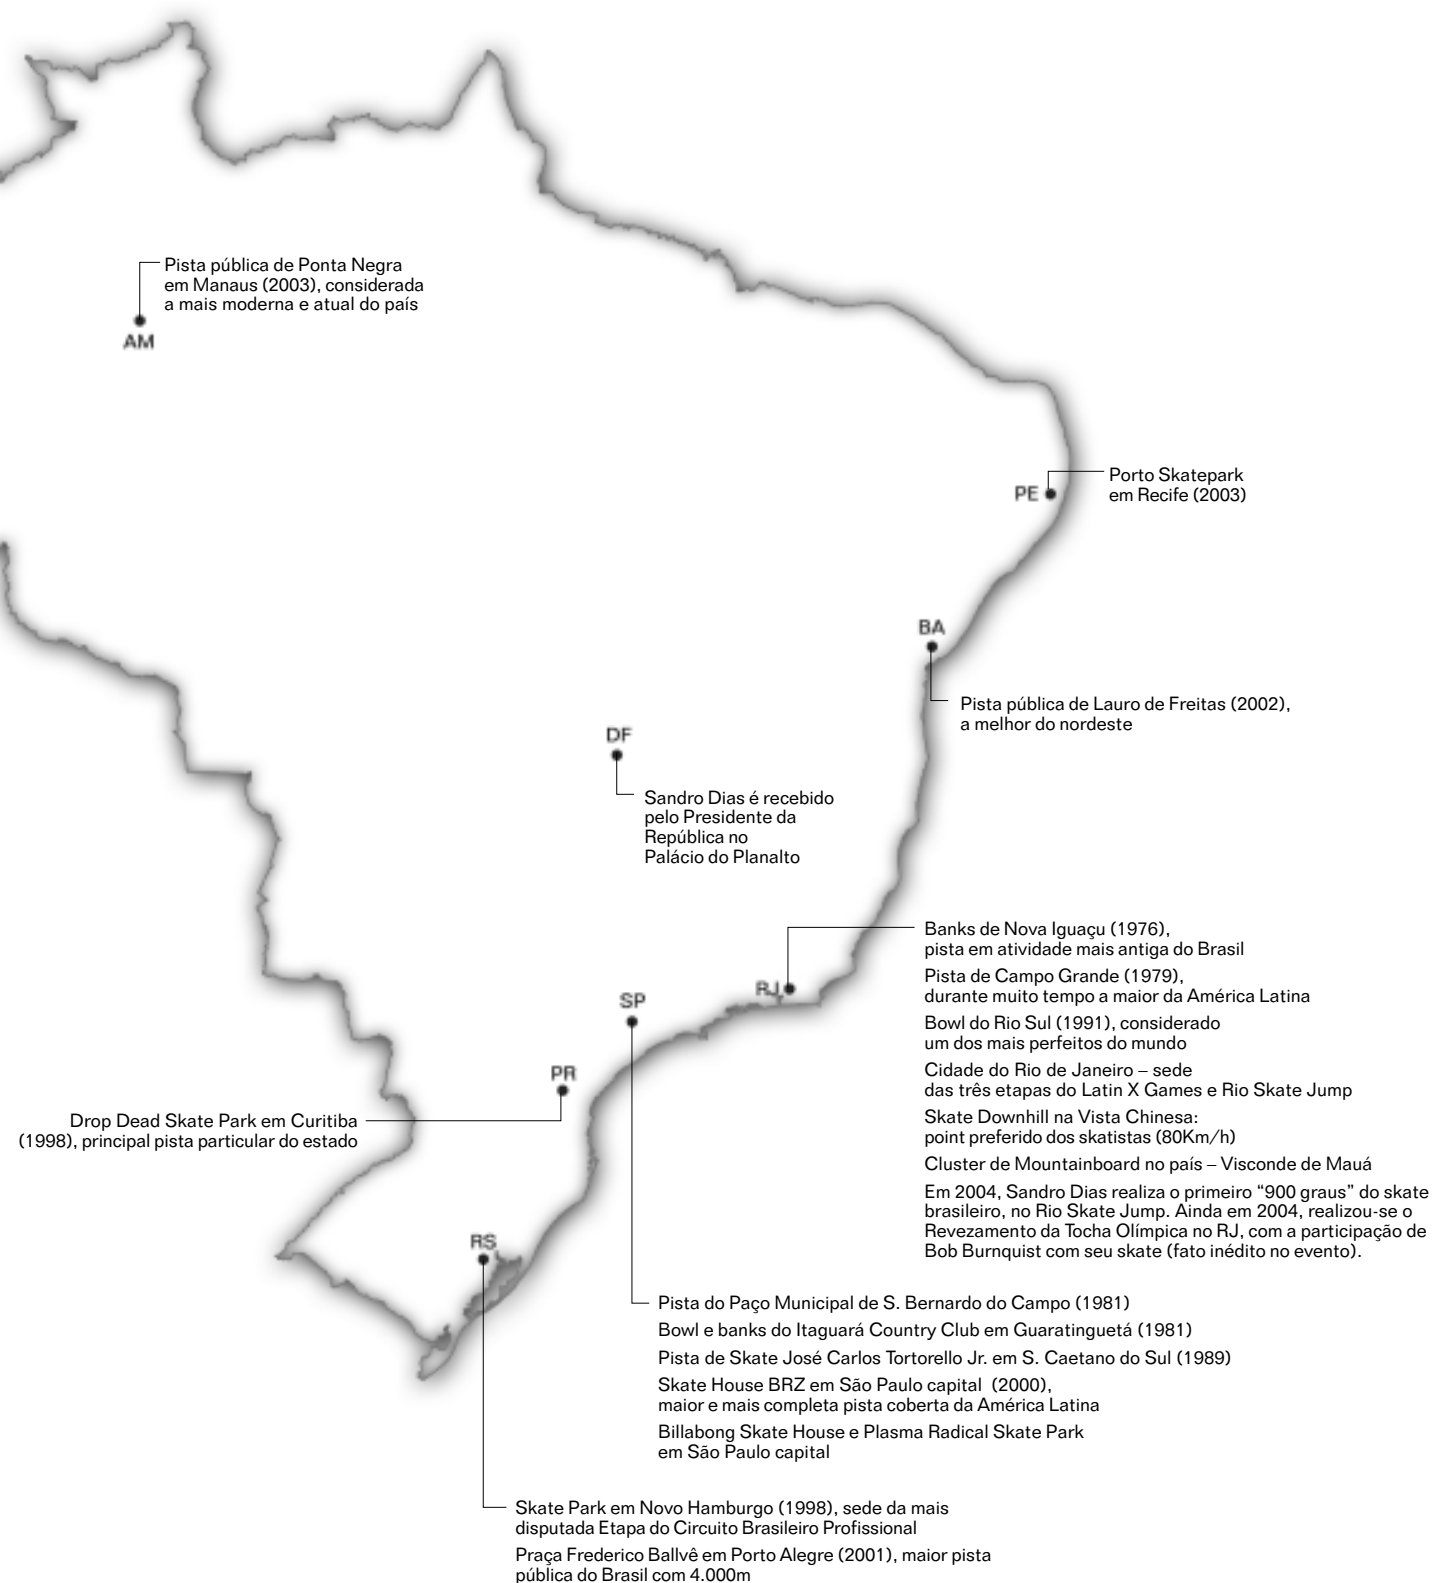 Pista pública de Ponta Negra
em Manaus (2003), considerada
a mais moderna e atual do país
AM
Porto Skatepark
em Recife (2003)
PE
BA
Pista pública de Lauro de Freitas (2002),
a melhor do nordeste
DF
Sandro Dias é recebido
pelo Presidente da
República no
Palácio do Planalto
Banks de Nova Iguaçu (1976),
pista em atividade mais antiga do Brasil
Pista de Campo Grande (1979),
durante muito tempo a maior da América Latina
Bowl do Rio Sul (1991), considerado
um dos mais perfeitos do mundo
Cidade do Rio de Janeiro – sede
das três etapas do Latin X Games e Rio Skate Jump
Skate Downhill na Vista Chinesa:
point preferido dos skatistas (80Km/h)
Cluster de Mountainboard no país – Visconde de Mauá
Em 2004, Sandro Dias realiza o primeiro “900 graus” do skate
brasileiro, no Rio Skate Jump. Ainda em 2004, realizou-se o
Revezamento da Tocha Olímpica no RJ, com a participação de
Bob Burnquist com seu skate (fato inédito no evento).
RJ
SP
PR
Drop Dead Skate Park em Curitiba
(1998), principal pista particular do estado
RS
Pista do Paço Municipal de S. Bernardo do Campo (1981)
Bowl e banks do Itaguará Country Club em Guaratinguetá (1981)
Pista de Skate José Carlos Tortorello Jr. em S. Caetano do Sul (1989)
Skate House BRZ em São Paulo capital (2000),
maior e mais completa pista coberta da América Latina
Billabong Skate House e Plasma Radical Skate Park
em São Paulo capital
Skate Park em Novo Hamburgo (1998), sede da mais
disputada Etapa do Circuito Brasileiro Profissional
Praça Frederico Ballvê em Porto Alegre (2001), maior pista
pública do Brasil com 4.000m